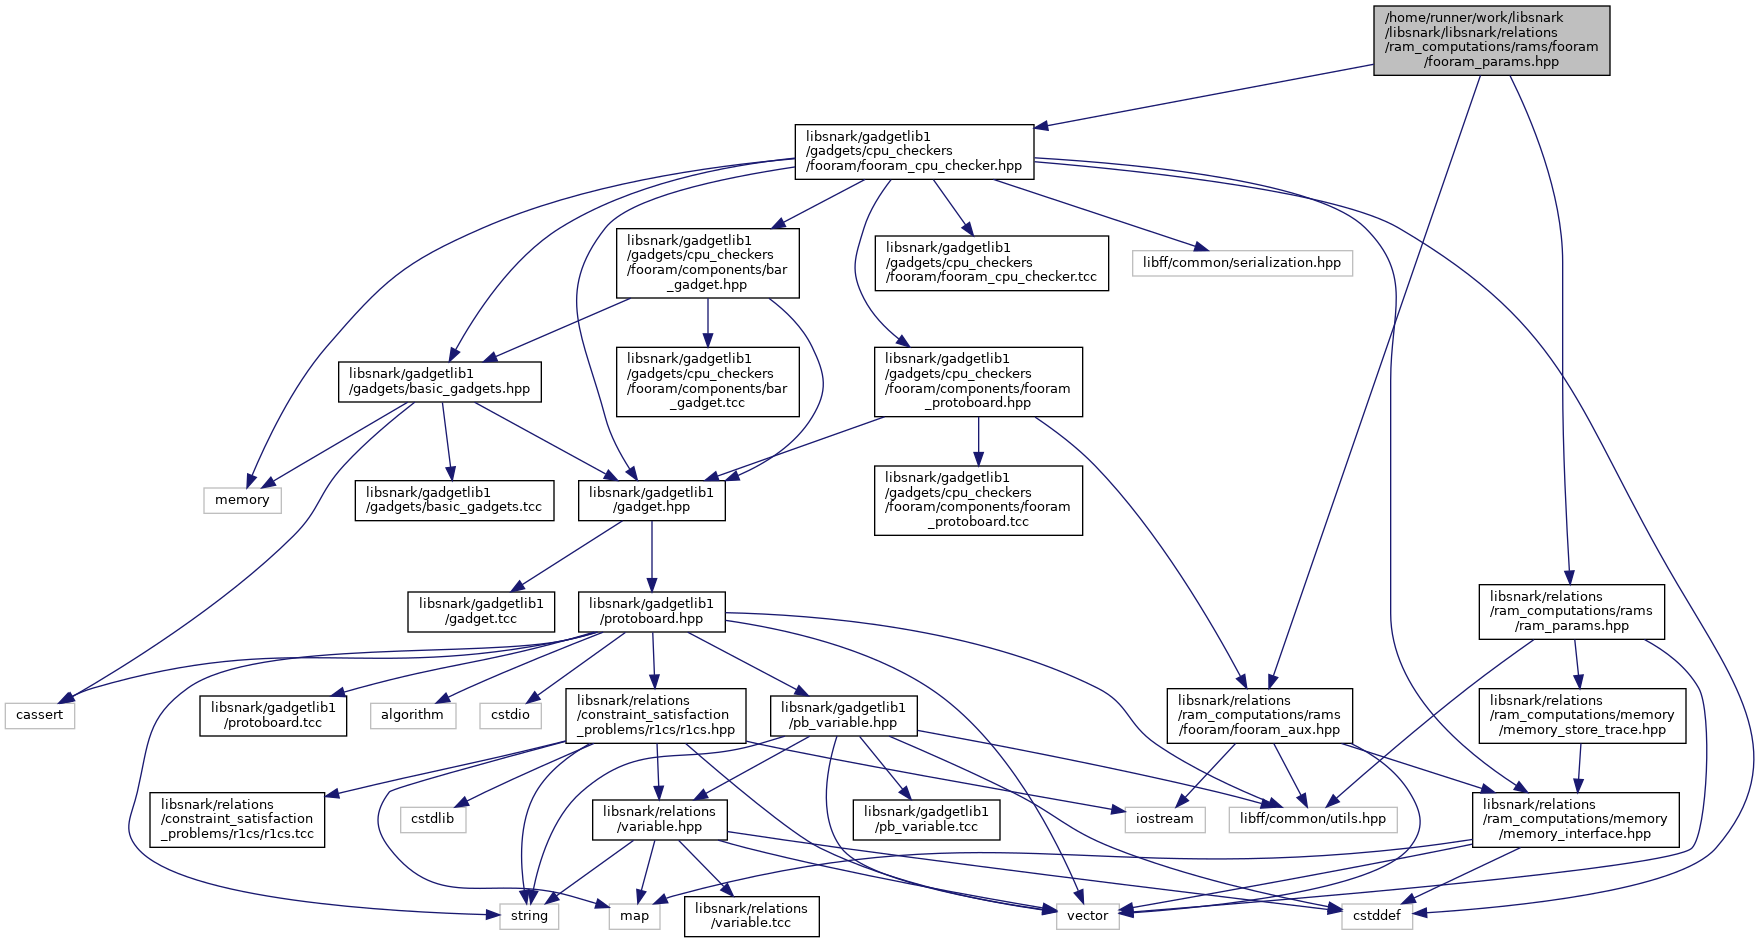 /home/runner/work/libsnark
/libsnark/libsnark/relations
/ram_computations/rams/fooram
/fooram_params.hpp
libsnark/gadgetlib1
/gadgets/cpu_checkers
/fooram/fooram_cpu_checker.hpp
libsnark/gadgetlib1
/gadgets/cpu_checkers
/fooram/components/bar
_gadget.hpp
libsnark/gadgetlib1
/gadgets/cpu_checkers
/fooram/fooram_cpu_checker.tcc
libff/common/serialization.hpp
libsnark/gadgetlib1
/gadgets/basic_gadgets.hpp
libsnark/gadgetlib1
/gadgets/cpu_checkers
/fooram/components/bar
_gadget.tcc
libsnark/gadgetlib1
/gadgets/cpu_checkers
/fooram/components/fooram
_protoboard.hpp
memory
libsnark/gadgetlib1
/gadgets/basic_gadgets.tcc
libsnark/gadgetlib1
/gadget.hpp
libsnark/gadgetlib1
/gadgets/cpu_checkers
/fooram/components/fooram
_protoboard.tcc
libsnark/gadgetlib1
/gadget.tcc
libsnark/gadgetlib1
/protoboard.hpp
libsnark/relations
/ram_computations/rams
/ram_params.hpp
cassert
libsnark/gadgetlib1
/protoboard.tcc
algorithm
cstdio
libsnark/relations
/constraint_satisfaction
_problems/r1cs/r1cs.hpp
libsnark/gadgetlib1
/pb_variable.hpp
libsnark/relations
/ram_computations/rams
/fooram/fooram_aux.hpp
libsnark/relations
/ram_computations/memory
/memory_store_trace.hpp
libsnark/relations
/constraint_satisfaction
_problems/r1cs/r1cs.tcc
cstdlib
libsnark/relations
/variable.hpp
libsnark/gadgetlib1
/pb_variable.tcc
iostream
libff/common/utils.hpp
libsnark/relations
/ram_computations/memory
/memory_interface.hpp
string
map
libsnark/relations
/variable.tcc
vector
cstddef